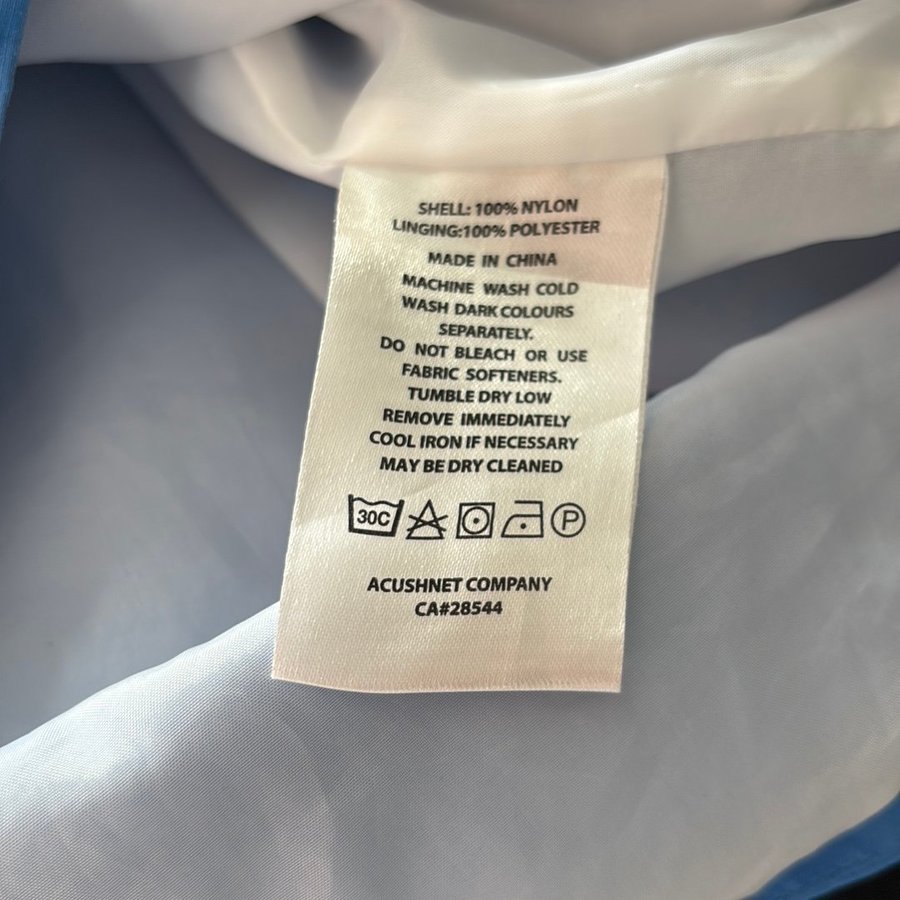 SHELL: 100% NYLON
LINGING:100% POLYESTER
MADE IN CHINA
MACHINE WASH COLD
WASH DARK COLOURS
SEPARATELY.
DO NOT BLEACH OR USE
FABRIC SOFTENERS.
TUMBLE DRY LOW
REMOVE IMMEDIATELY
COOL IRON IF NECESSARY
MAY BE DRY CLEANED
30C P
ACUSHNET COMPANY
CA#28544